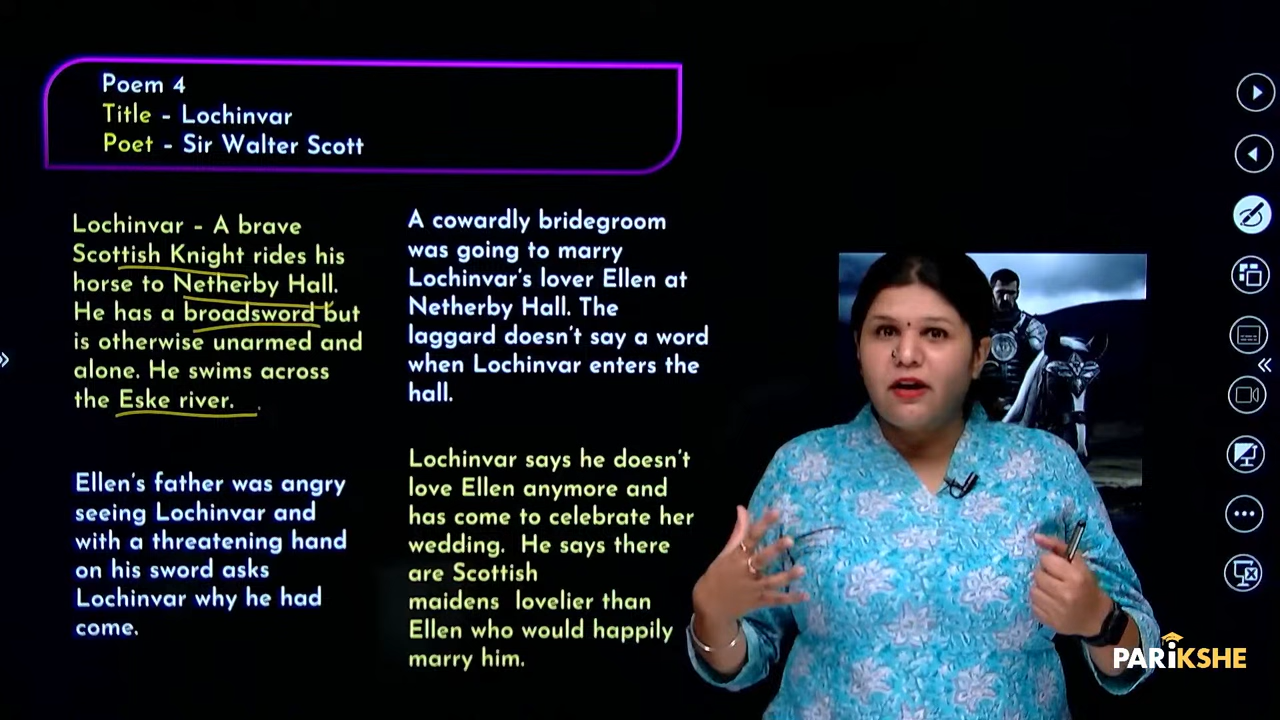 Poem 4
Title - Lochinvar
Poet - Sir Walter Scott
Lochinvar - A brave
Scottish Knight rides his
horse to Netherby Hall.
He has a broadsword but
is otherwise unarmed and
alone. He swims across
the Eske river.
Ellen's father was angry
seeing Lochinvar and
with a threatening hand
on his sword asks
Lochinvar why he had
come.
A cowardly bridegroom
was going to marry
Lochinvar's lover Ellen at
Netherby Hall. The
laggard doesn't say a word
when Lochinvar enters the
hall.
Lochinvar says he doesn't
love Ellen anymore and
has come to celebrate her
wedding. He says there
are Scottish
maidens lovelier than
Ellen who would happily
marry him.
PARIKSHE